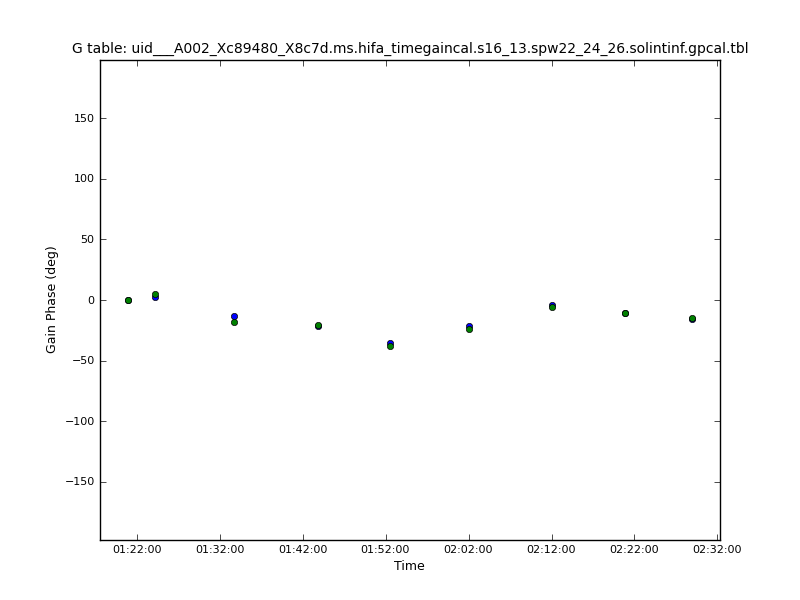 G table: uid___A002_Xc89480_X8c7d.ms.hifa_timegaincal.s16_13.spw22_24_26.solintinf.gpcal.tbl
Gain Phase (deg)
150
100
50
0
−50
−100
−150
01:22:00 01:32:00 01:42:00 01:52:00 02:02:00 02:12:00 02:22:00 02:32:00
Time